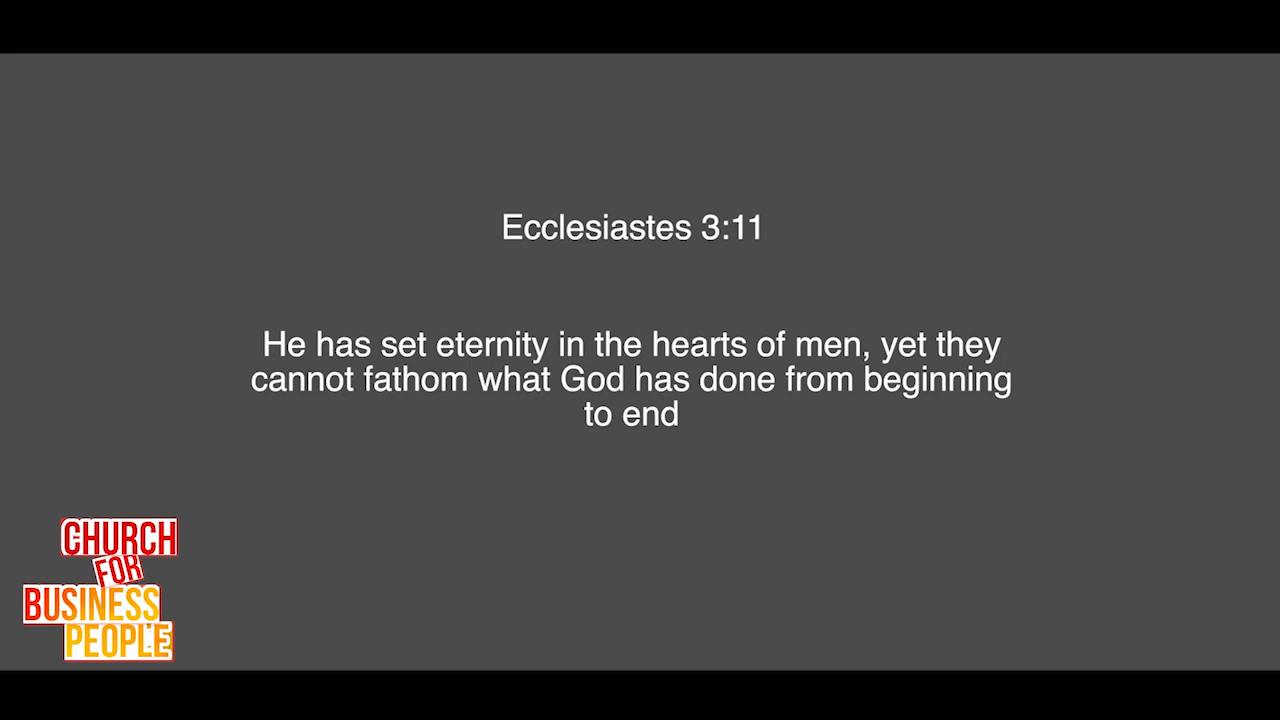 Ecclesiastes 3:11
He has set eternity in the hearts of men, yet they
cannot fathom what God has done from beginning
to end
CHURCH
FOR
BUSINESS
PEOPLE